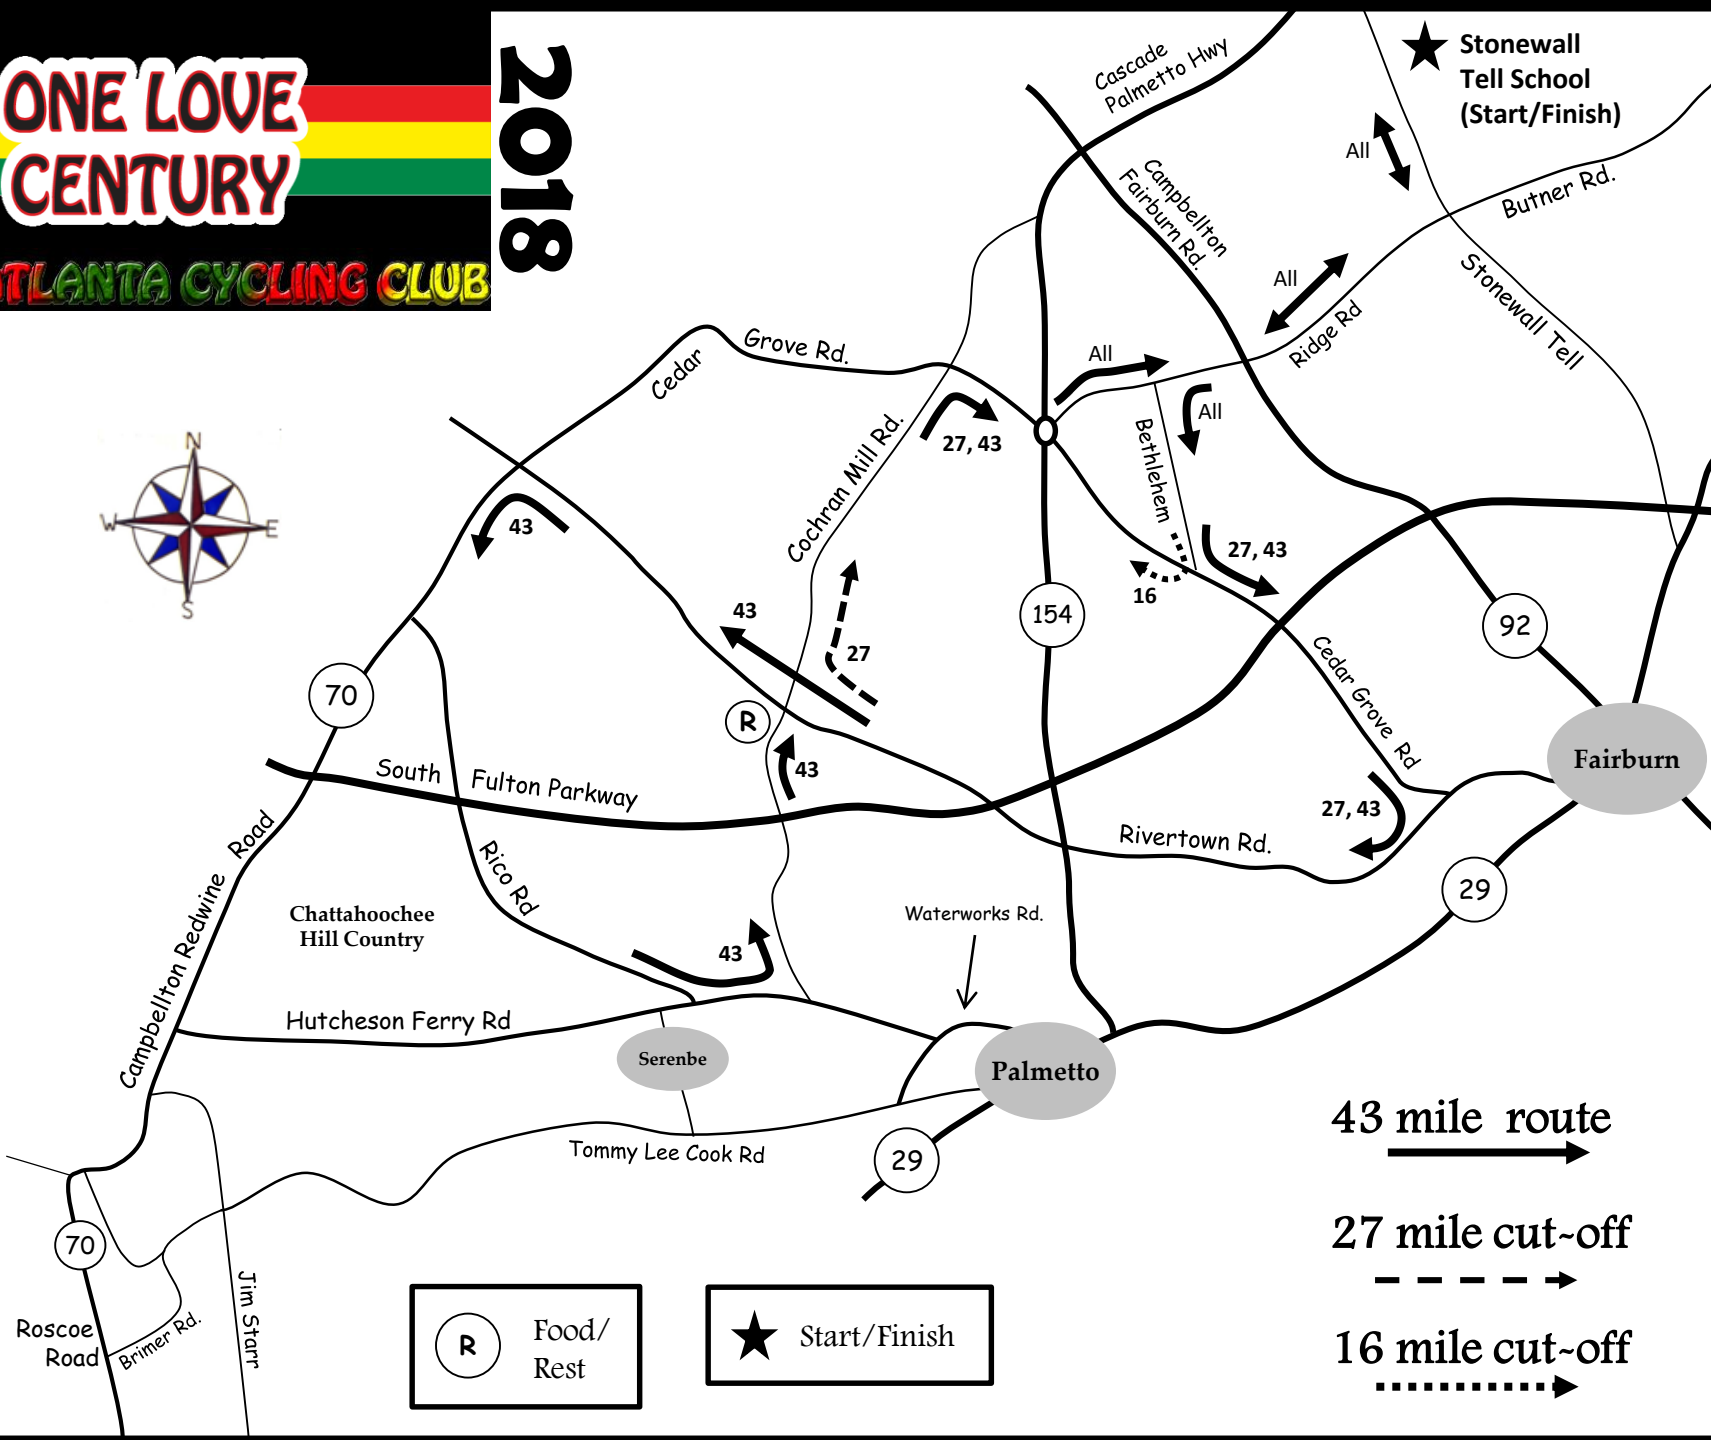 ONE LOVE
CENTURY
ATLANTA CYCLING CLUB
2018
Stonewall
Tell School
(Start/Finish)
Cascade
Palmetto Hwy
Campbellton
Fairburn Rd.
All
Butner Rd.
All
Ridge Rd
Stonewall Tell
Cedar
Grove Rd.
All
All
27, 43
Bethlehem
Cochran Mill Rd.
N
W
E
S
43
27, 43
16
43
27
154
92
Cedar Grove Rd
70
R
Fairburn
South
Fulton Parkway
43
27, 43
Rivertown Rd.
Road
Campbellton Redwine
Rico Rd
29
Chattahoochee
Hill Country
Waterworks Rd.
43
Hutcheson Ferry Rd
Serenbe
Palmetto
Tommy Lee Cook Rd
29
43 mile route
27 mile cut-off
16 mile cut-off
70
Jim Starr
Roscoe
Road
Brimer Rd.
R
Food/
Rest
Start/Finish